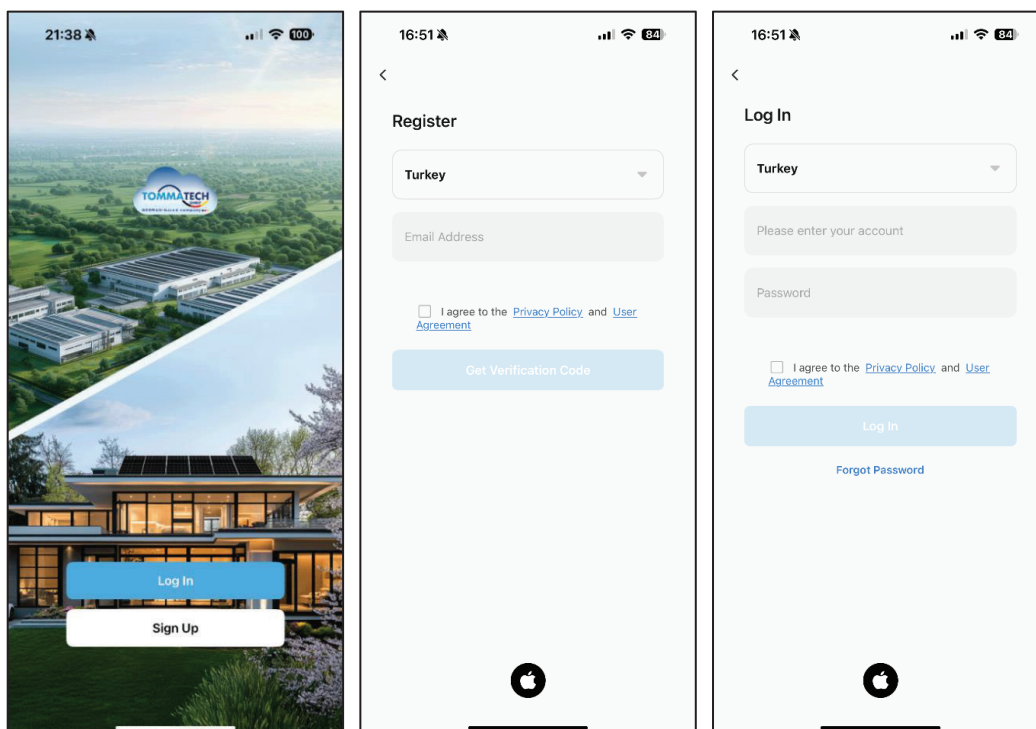 21:38
100
TOMMATECH
Log In
Sign Up
16:51
84
Register
Turkey
Email Address
I agree to the Privacy Policy and User
Agreement
Get Verification Code
16:51
84
Log In
Turkey
Please enter your account
Password
I agree to the Privacy Policy and User
Agreement
Log In
Forgot Password